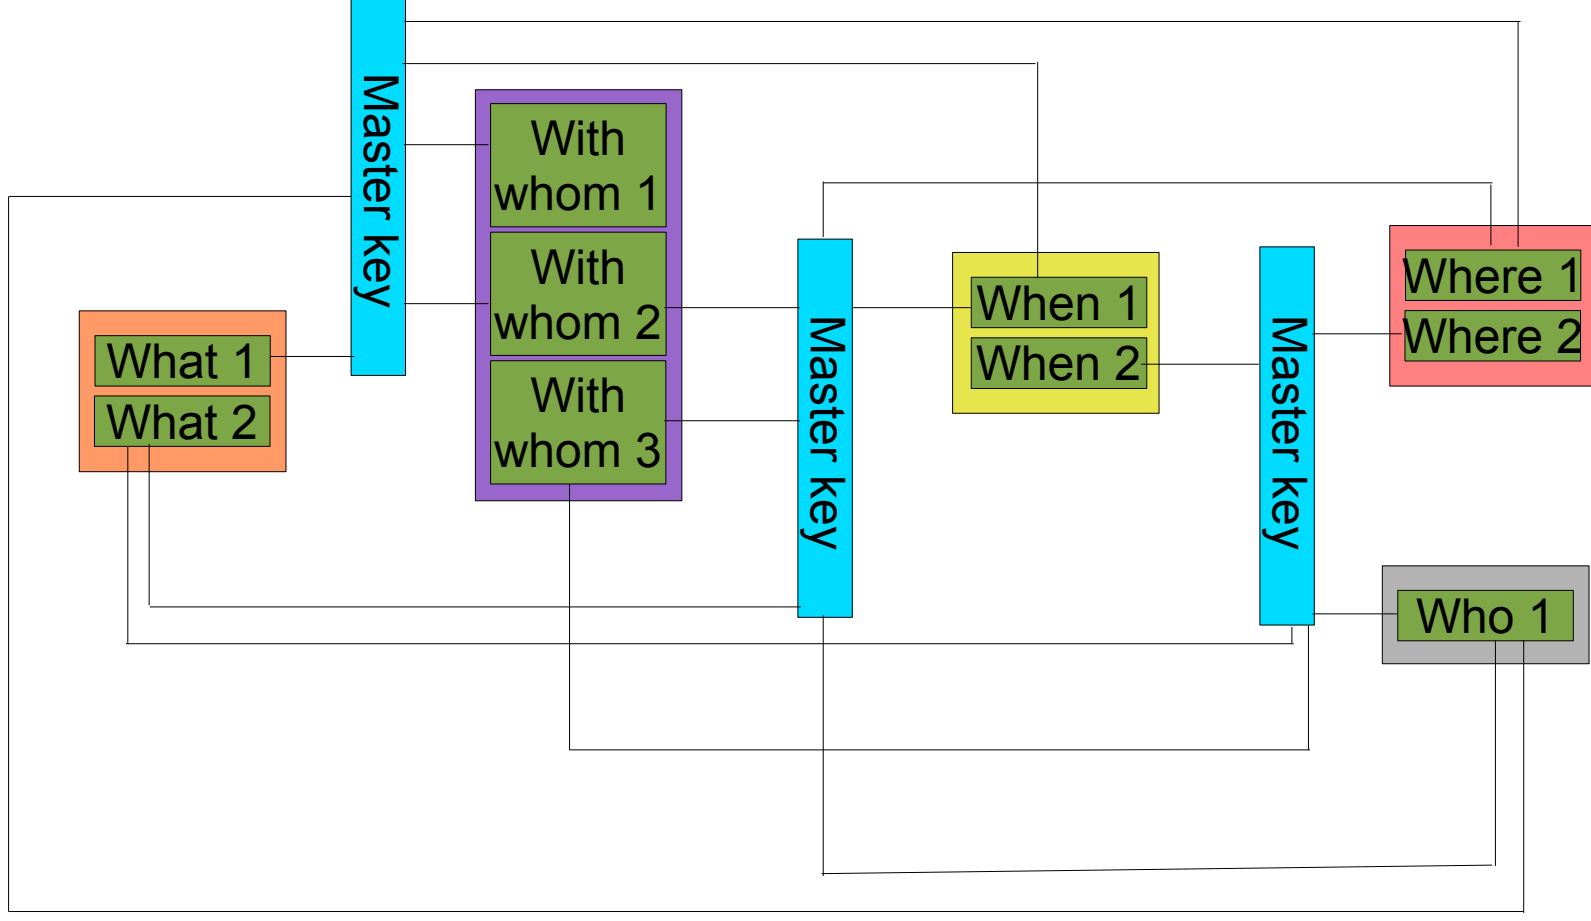 Master key
With
whom 1
With
whom 2
With
whom 3
What 1
What 2
Master key
When 1
When 2
Master key
Where 1
Where 2
Who 1